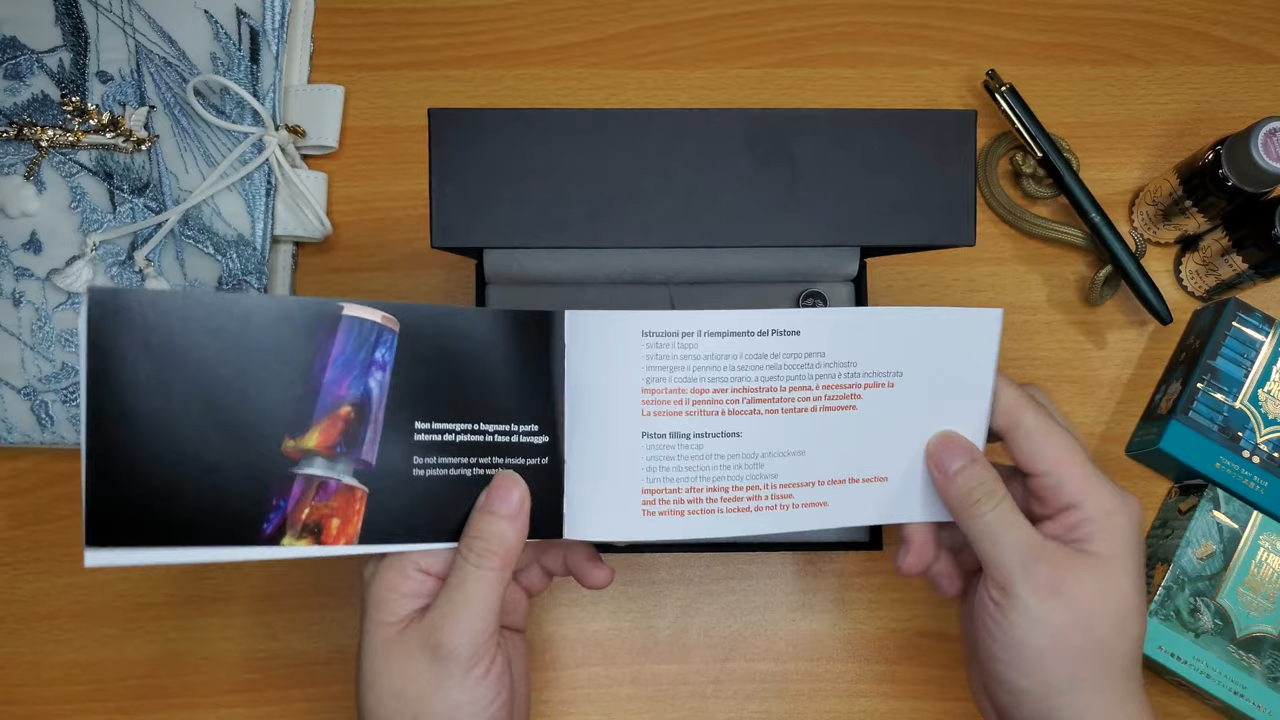 Non immergere o bagnare la parte
interna del pistone in fase di lavaggio
Do not immerse or wet the inside part of
the piston during the
Istruzioni per il riempimento del Pistone
- svitare il tappo
- svitare in senso antiorario il codale del corpo penna
- immergere il pennino e la sezione nella boccetta di inchiostro
- girare il codale in senso orario, a questo punto la penna è stata inchiostrata
importante: dopo aver inchiostrato la penna, è necessario pulire la
sezione ed il pennino con l'alimentatore con un fazzoletto.
La sezione scrittura è bloccata, non tentare di rimuovere.
Piston filling instructions:
- unscrew the cap
- unscrew the end of the pen body anticlockwise
- dip the nib section in the ink bottle
- turn the end of the pen body clockwise
important: after inking the pen, it is necessary to clean the section
and the nib with the feeder with a tissue.
The writing section is locked, do not try to remove.
TOKYO BAY BLUE